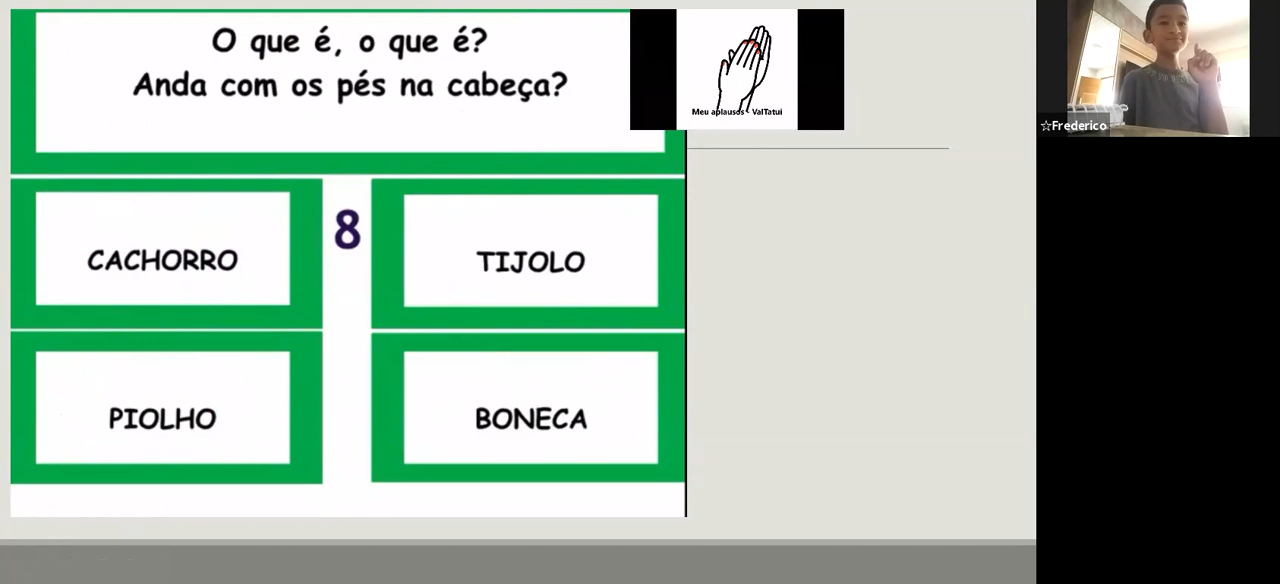 O que é, o que é?
Anda com os pés na cabeça?
Meu aplausos - ValTatui
☆Frederico
CACHORRO
8
TIJOLO
PIOLHO
BONECA